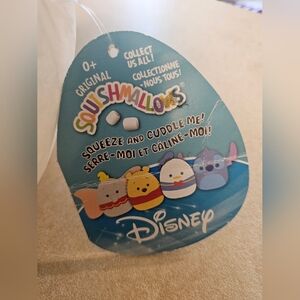 0+
ORIGINAL
SQUISHMALLOWS
COLLECT
US ALL!
COLLECTIONNE
-NOUS TOUS!
SQUEEZE AND CUDDLE ME!
SERRE-MOI ET CÂLINE-MOI!
Disney